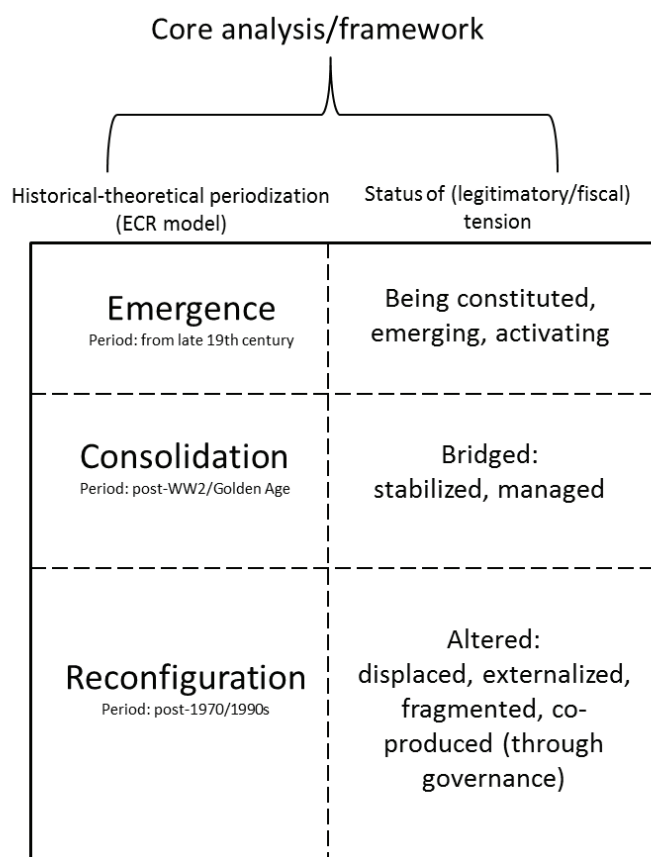 Core analysis/framework
Historical-theoretical periodization
(ECR model)
Status of (legitimatory/fiscal)
tension
Emergence
Period: from late 19th century
Being constituted,
emerging, activating
Consolidation
Period: post-WW2/Golden Age
Bridged:
stabilized, managed
Reconfiguration
Period: post-1970/1990s
Altered:
displaced, externalized,
fragmented, co-
produced (through
governance)